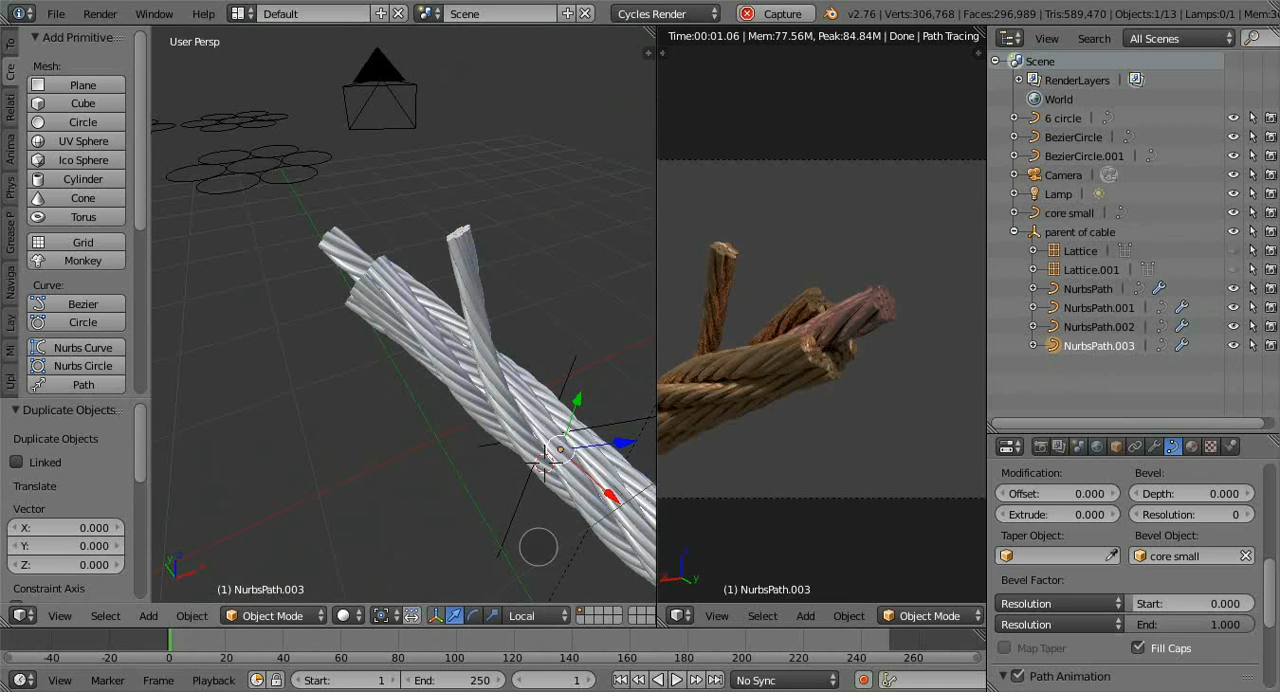 File Render Window Help Default Scene Cycles Render Capture v2.76 | Verts:306,768 | Faces:296,989 | Tris:589,470 | Objects:1/13 | Lamps:0/1 | Mem:3
Add Primitive
Mesh:
Plane
Cube
Circle
UV Sphere
Ico Sphere
Cylinder
Cone
Torus
Grid
Monkey
Curve:
Bezier
Circle
Nurbs Curve
Nurbs Circle
Path
To
Cre
Relati
Anima
Phys
Grease P
Naviga
Lay
Mi
Upl
Duplicate Objects
Duplicate Objects
Linked
Translate
Vector
X: 0.000
Y: 0.000
Z: 0.000
Constraint Axis
User Persp
(1) NurbsPath.003
View Select Add Object Object Mode Local
Time:00:01.06 | Mem:77.56M, Peak:84.84M | Done | Path Tracing
(1) NurbsPath.003
View Select Add Object Object Mode
View Search All Scenes
Scene
RenderLayers |
World
6 circle |
BezierCircle |
BezierCircle.001 |
Camera |
Lamp |
core small |
parent of cable
Lattice |
Lattice.001 |
NurbsPath |
NurbsPath.001 |
NurbsPath.002 |
NurbsPath.003 |
Modification: Bevel:
Offset: 0.000 Depth: 0.000
Extrude: 0.000 Resolution: 0
Taper Object: Bevel Object:
core small
Bevel Factor:
Resolution Start: 0.000
Resolution End: 1.000
Map Taper Fill Caps
Path Animation
-40 -20 0 20 40 60 80 100 120 140 160 180 200 220 240 260
View Marker Frame Playback Start: 1 End: 250 1 No Sync